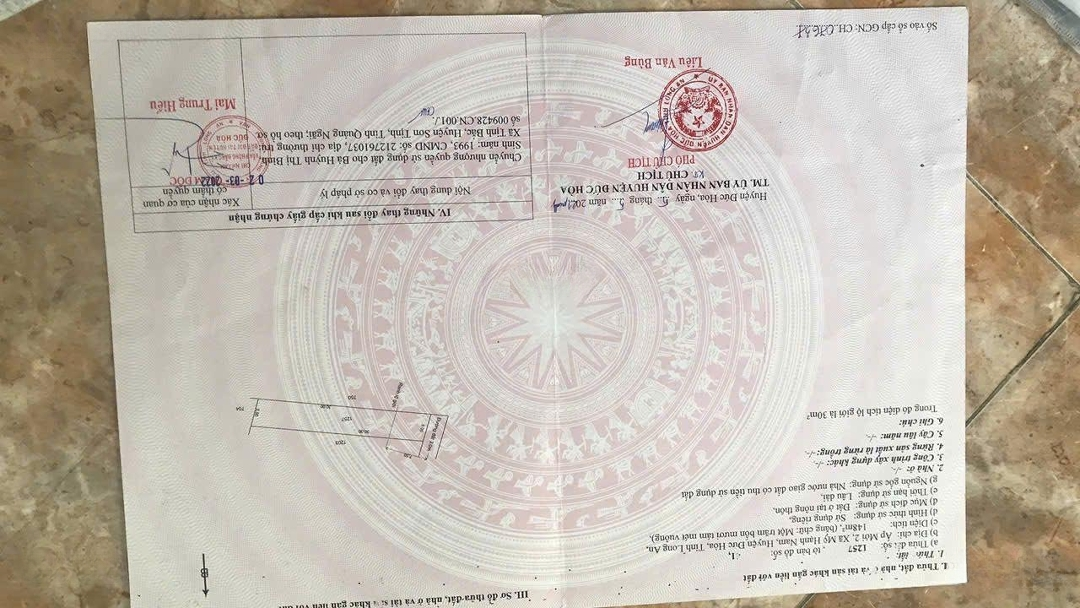 I. Thửa đất, nhà ở và tài sản khác gắn liền với đất
1. Thửa đất:
a) Thửa đất số: 1257 , tờ bản đồ số: 1,
b) Địa chỉ: Ấp Mới 2, Xã Mỹ Hạnh Nam, Huyện Đức Hòa, Tỉnh Long An,
c) Diện tích: 148m², (bằng chữ: Một trăm bốn mươi tám mét vuông),
d) Hình thức sử dụng: Sử dụng riêng,
đ) Mục đích sử dụng: Đất ở tại nông thôn,
e) Thời hạn sử dụng: Lâu dài,
g) Nguồn gốc sử dụng: Nhà nước giao đất có thu tiền sử dụng đất
2. Nhà ở: -/-
3. Công trình xây dựng khác: -/-
4. Rừng sản xuất là rừng trồng: -/-
5. Cây lâu năm: -/-
6. Ghi chú:
Trong đó diện tích lộ giới là 30m²
Huyện Đức Hòa, ngày 5 tháng 5 năm 2021
TM. ỦY BAN NHÂN DÂN HUYỆN ĐỨC HÒA
KT CHỦ TỊCH
PHÓ CHỦ TỊCH
Liêu Văn Bủng
Số vào sổ cấp GCN: CH
III. Sơ đồ thửa đất, nhà ở và tài sản khác gắn liền với đất
1203
1257
350
354
IV. Những thay đổi sau khi cấp giấy chứng nhận
Nội dung thay đổi và cơ sở pháp lý
Xác nhận của cơ quan
có thẩm quyền
Chuyển nhượng quyền sử dụng đất cho Bà Huỳnh Thị Bình
Sinh năm: 1993, CMND số: 212761037, địa chỉ thường trú:
Xã Tịnh Bắc, Huyện Sơn Tịnh, Tỉnh Quảng Ngãi; theo hồ sơ
số 009428.CN.001./
02-03-2022
M ĐỐC
Mai Trung Hiếu